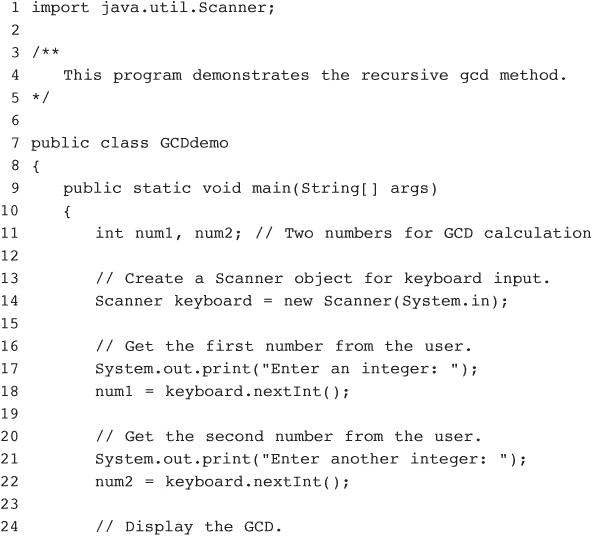 1 import java.util.Scanner;
2
3 /**
4    This program demonstrates the recursive gcd method.
5 */
6
7 public class GCDdemo
8 {
9    public static void main(String[] args)
10    {
11       int num1, num2; // Two numbers for GCD calculation
12
13       // Create a Scanner object for keyboard input.
14       Scanner keyboard = new Scanner(System.in);
15
16       // Get the first number from the user.
17       System.out.print("Enter an integer: ");
18       num1 = keyboard.nextInt();
19
20       // Get the second number from the user.
21       System.out.print("Enter another integer: ");
22       num2 = keyboard.nextInt();
23
24       // Display the GCD.